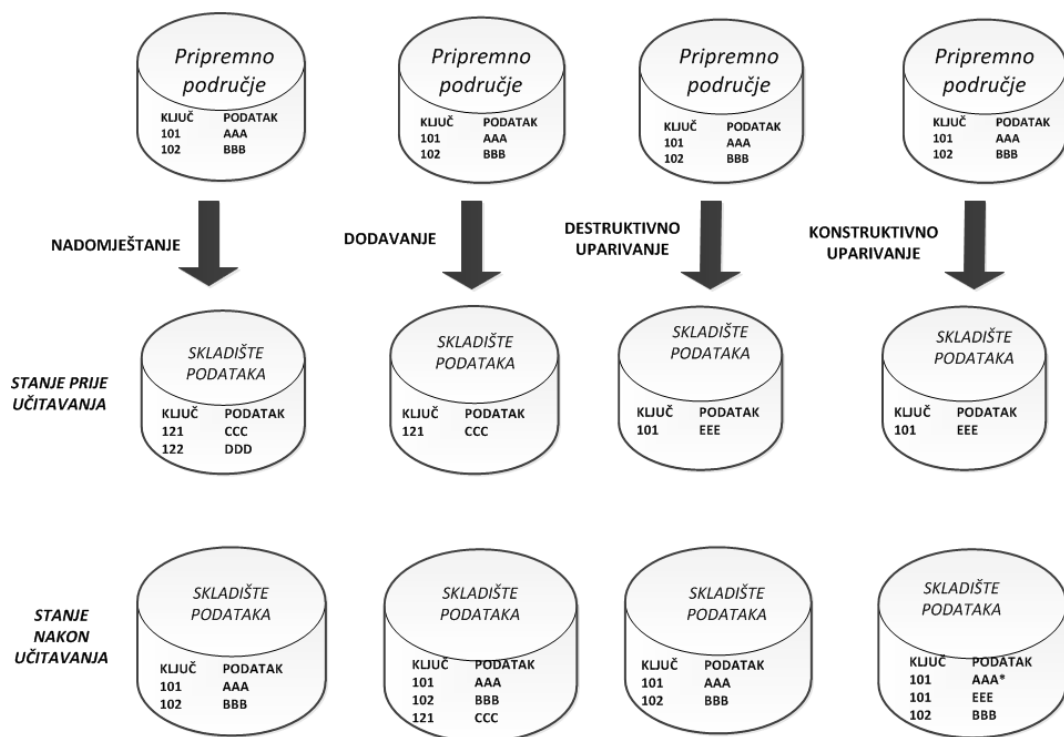 Pripremno
područje
KLJUČ PODATAK
101 AAA
102 BBB
Pripremno
područje
KLJUČ PODATAK
101 AAA
102 BBB
Pripremno
područje
KLJUČ PODATAK
101 AAA
102 BBB
Pripremno
područje
KLJUČ PODATAK
101 AAA
102 BBB
NADOMJEŠTANJE
DODAVANJE
DESTRUKTIVNO
UPARIVANJE
KONSTRUKTIVNO
UPARIVANJE
STANJE PRIJE
UČITAVANJA
SKLADIŠTE
PODATAKA
KLJUČ PODATAK
121 CCC
122 DDD
SKLADIŠTE
PODATAKA
KLJUČ PODATAK
121 CCC
SKLADIŠTE
PODATAKA
KLJUČ PODATAK
101 EEE
SKLADIŠTE
PODATAKA
KLJUČ PODATAK
101 EEE
STANJE
NAKON
UČITAVANJA
SKLADIŠTE
PODATAKA
KLJUČ PODATAK
101 AAA
102 BBB
SKLADIŠTE
PODATAKA
KLJUČ PODATAK
101 AAA
102 BBB
121 CCC
SKLADIŠTE
PODATAKA
KLJUČ PODATAK
101 AAA
102 BBB
SKLADIŠTE
PODATAKA
KLJUČ PODATAK
101 AAA*
101 EEE
102 BBB